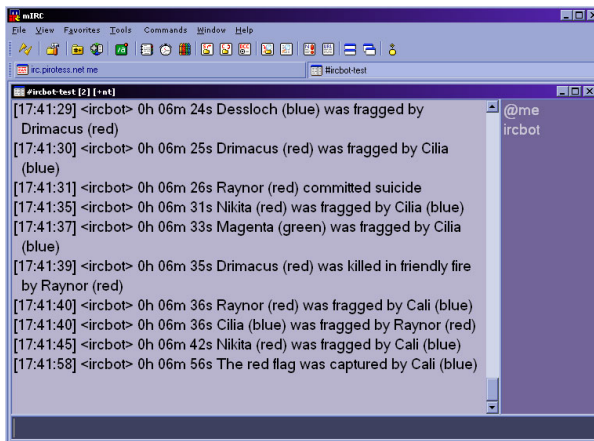 mIRC
File View Favorites Tools Commands Window Help
irc.pirotess.net me #ircbot-test
#ircbot-test [2] [+nt]
[17:41:29] <ircbot> 0h 06m 24s Dessloch (blue) was fragged by
Drimacus (red)
[17:41:30] <ircbot> 0h 06m 25s Drimacus (red) was fragged by Cilia
(blue)
[17:41:31] <ircbot> 0h 06m 26s Raynor (red) committed suicide
[17:41:35] <ircbot> 0h 06m 31s Nikita (red) was fragged by Cilia (blue)
[17:41:37] <ircbot> 0h 06m 33s Magenta (green) was fragged by Cilia
(blue)
[17:41:39] <ircbot> 0h 06m 35s Drimacus (red) was killed in friendly fire
by Raynor (red)
[17:41:40] <ircbot> 0h 06m 36s Raynor (red) was fragged by Cali (blue)
[17:41:40] <ircbot> 0h 06m 36s Cilia (blue) was fragged by Raynor (red)
[17:41:45] <ircbot> 0h 06m 42s Nikita (red) was fragged by Cali (blue)
[17:41:58] <ircbot> 0h 06m 56s The red flag was captured by Cali (blue)
@me
ircbot